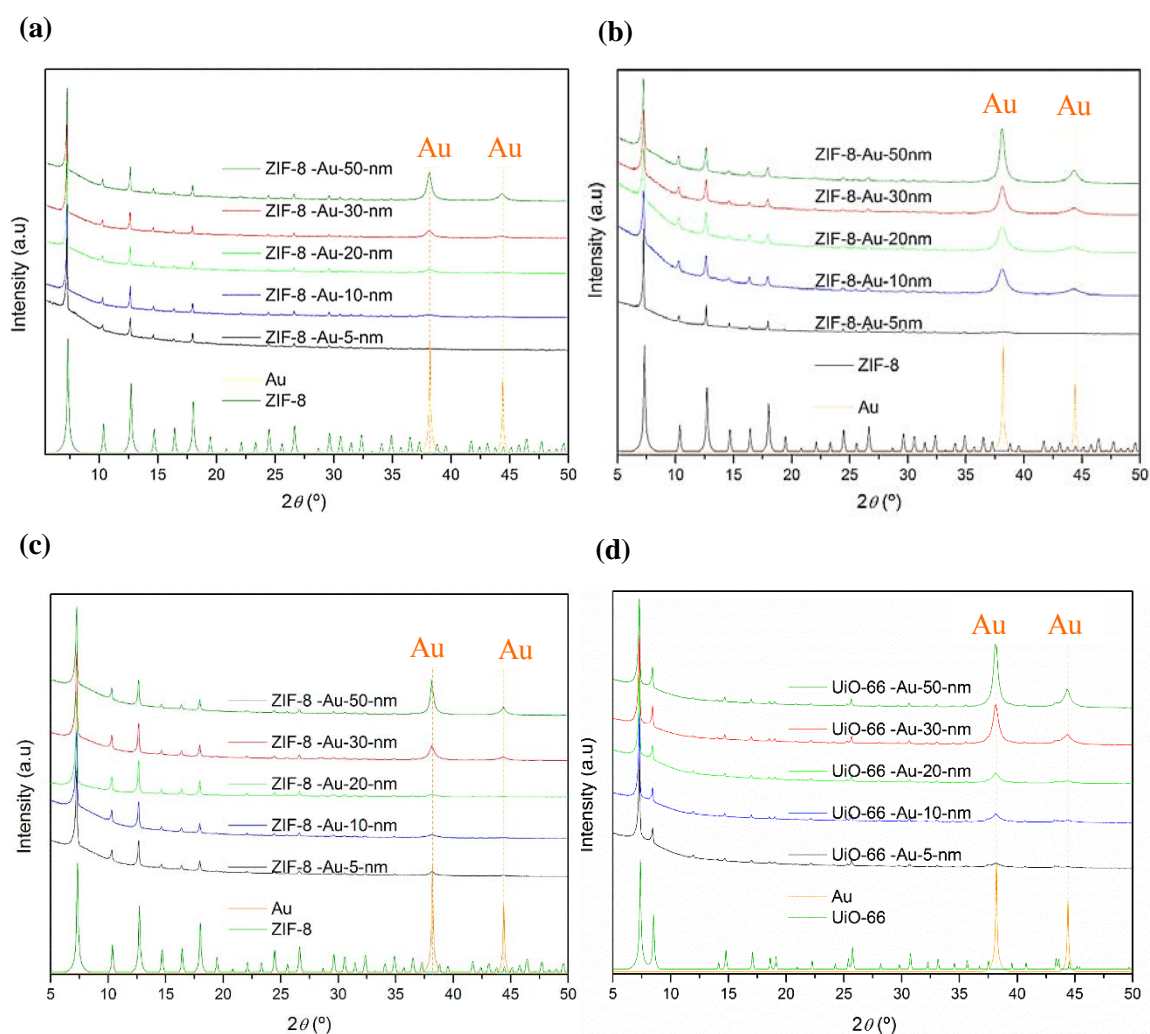 (a)
Au Au
ZIF-8 -Au-50-nm
ZIF-8 -Au-30-nm
ZIF-8 -Au-20-nm
ZIF-8 -Au-10-nm
ZIF-8 -Au-5-nm
Au
ZIF-8
Intensity (a.u)
10 15 20 25 30 35 40 45 50
2θ (º)
(b)
Au Au
ZIF-8-Au-50nm
ZIF-8-Au-30nm
ZIF-8-Au-20nm
ZIF-8-Au-10nm
ZIF-8-Au-5nm
ZIF-8
Au
Intensity (a.u)
5 10 15 20 25 30 35 40 45 50
2θ (º)
(c)
Au Au
ZIF-8 -Au-50-nm
ZIF-8 -Au-30-nm
ZIF-8 -Au-20-nm
ZIF-8 -Au-10-nm
ZIF-8 -Au-5-nm
Au
ZIF-8
Intensity (a.u)
5 10 15 20 25 30 35 40 45 50
2θ (º)
(d)
Au Au
UiO-66 -Au-50-nm
UiO-66 -Au-30-nm
UiO-66 -Au-20-nm
UiO-66 -Au-10-nm
UiO-66 -Au-5-nm
Au
UiO-66
Intensity (a.u)
5 10 15 20 25 30 35 40 45 50
2θ (º)